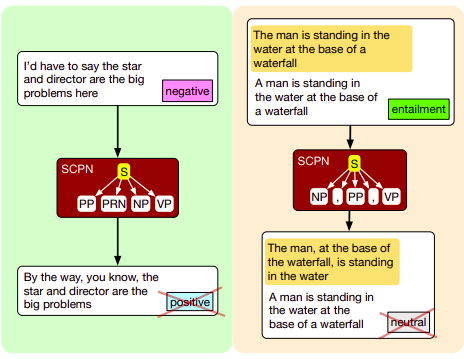 I'd have to say the star
and director are the big
problems here
negative
SCPN
S
PP PRN NP VP
By the way, you know, the
star and director are the
big problems
positive
The man is standing in the
water at the base of a
waterfall
A man is standing in
the water at the base of
a waterfall
entailment
SCPN
S
NP , PP , VP
The man, at the base of
the waterfall, is standing
in the water
A man is standing in
the water at the
base of a waterfall
neutral